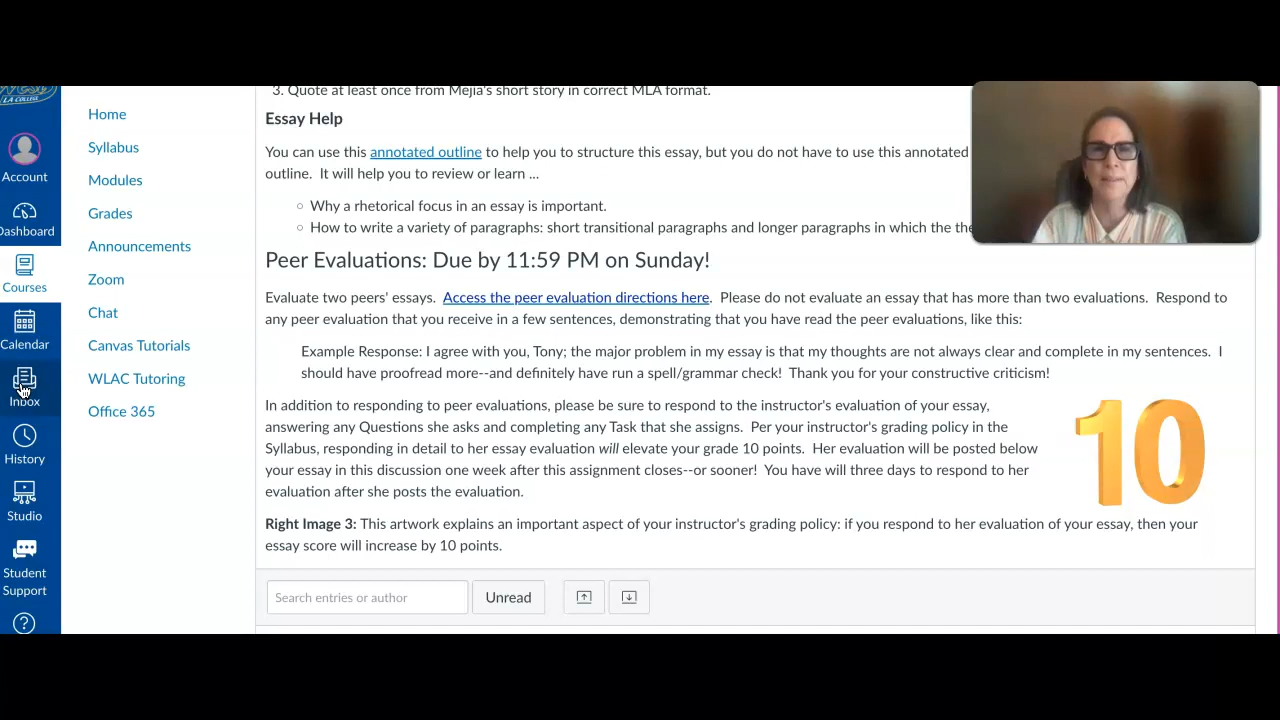 West
LA COLLEGE
Account
Dashboard
Courses
Calendar
Inbox
History
Studio
Student
Support
Home
Syllabus
Modules
Grades
Announcements
Zoom
Chat
Canvas Tutorials
WLAC Tutoring
Office 365
3. Quote at least once from Mejia's short story in correct MLA format.
Essay Help
You can use this annotated outline to help you to structure this essay, but you do not have to use this annotated
outline. It will help you to review or learn ...
Why a rhetorical focus in an essay is important.
How to write a variety of paragraphs: short transitional paragraphs and longer paragraphs in which the
Peer Evaluations: Due by 11:59 PM on Sunday!
Evaluate two peers' essays. Access the peer evaluation directions here. Please do not evaluate an essay that has more than two evaluations. Respond to
any peer evaluation that you receive in a few sentences, demonstrating that you have read the peer evaluations, like this:
Example Response: I agree with you, Tony; the major problem in my essay is that my thoughts are not always clear and complete in my sentences. I
should have proofread more--and definitely have run a spell/grammar check! Thank you for your constructive criticism!
In addition to responding to peer evaluations, please be sure to respond to the instructor's evaluation of your essay,
answering any Questions she asks and completing any Task that she assigns. Per your instructor's grading policy in the
Syllabus, responding in detail to her essay evaluation will elevate your grade 10 points. Her evaluation will be posted below
your essay in this discussion one week after this assignment closes--or sooner! You have will three days to respond to her
evaluation after she posts the evaluation.
10
Right Image 3: This artwork explains an important aspect of your instructor's grading policy: if you respond to her evaluation of your essay, then your
essay score will increase by 10 points.
Search entries or author
Unread